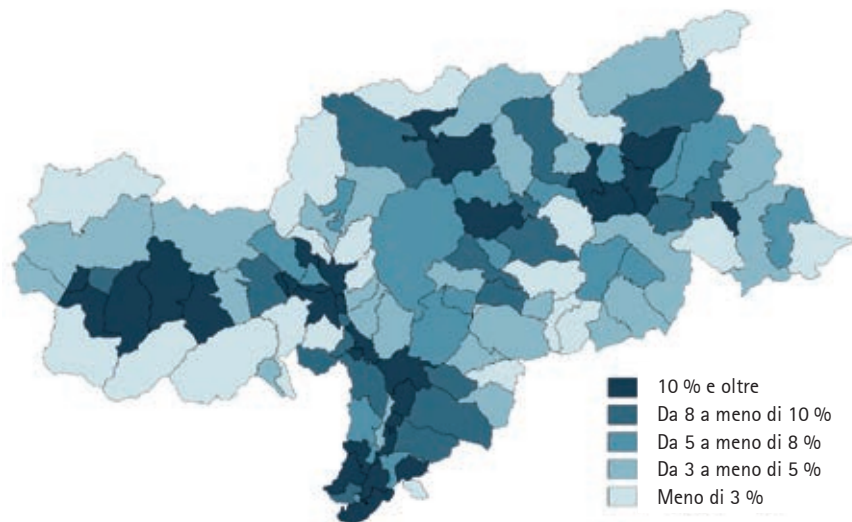 10 % e oltre
Da 8 a meno di 10 %
Da 5 a meno di 8 %
Da 3 a meno di 5 %
Meno di 3 %